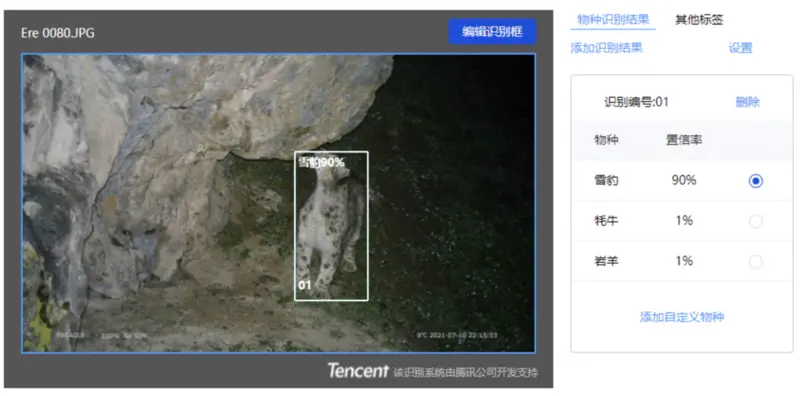 Ere 0080.JPG
编辑识别框
雪豹90%
01
0℃ 2021-07-10 22:15:53
Tencent 该识别系统由腾讯公司开发支持
物种识别结果 其他标签
添加识别结果 设置
识别编号:01 删除
物种 置信率
雪豹 90%
牦牛 1%
岩羊 1%
添加自定义物种